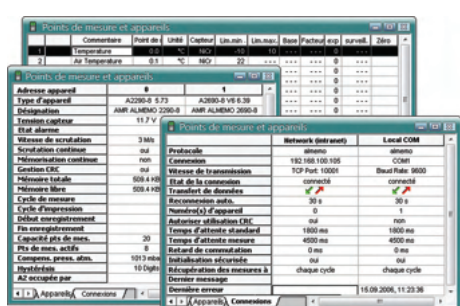 Points de mesure et appareils
Commentaire Point de Unité Capteur Lim.min. Lim.max. Base Facteur exp surveill. Zéro
1 Temperature 0.0 °C NiCr -10 10 --- --- 0 --- ---
2 Air Temperature 0.1 °C NiCr 22 --- --- --- 0 --- ---
Points de mesure et appareils
Adresse appareil 0 1
Type d'appareil A2290-8 5.73 A2690-8 V6 6.39
Désignation AMR ALMEMO 2290-8 AMR ALMEMO 2690-8
Tension capteur 11.7 V
Etat alarme
Vitesse de scrutation 3 M/s
Scrutation continue oui
Mémorisation continue non
Gestion CRC oui
Mémoire totale 509.4 KB
Mémoire libre 509.4 KB
Cycle de mesure
Cycle d'impression
Début enregistrement
Fin enregistrement
Capacité pts de mes. 20
Pts de mes. actifs 8
Compens. press. atm. 1013 mba
Hystérésis 10 Digits
A2 occupée par
Appareils Connexions
Points de mesure et appareils
Network (intranet) Local COM
Protocole almemo almemo
Connexion 192.168.100.105 COM1
Vitesse de transmission TCP Port: 10001 Baud Rate: 9600
Etat de la connexion connecté connecté
Transfert de données
Reconnexion auto. 30 s 30 s
Numéro(s) d'appareil 0 1
Autoriser utilisation CRC oui non
Temps d'attente standard 1800 ms 1800 ms
Temps d'attente mesure 4500 ms 4500 ms
Retard de commutation 0 ms 0 ms
Initialisation sécurisée oui oui
Récupération des mesures à chaque cycle chaque cycle
Dernier message
Dernière erreur 15.09.2006, 11:23:36
Appareils Connexions